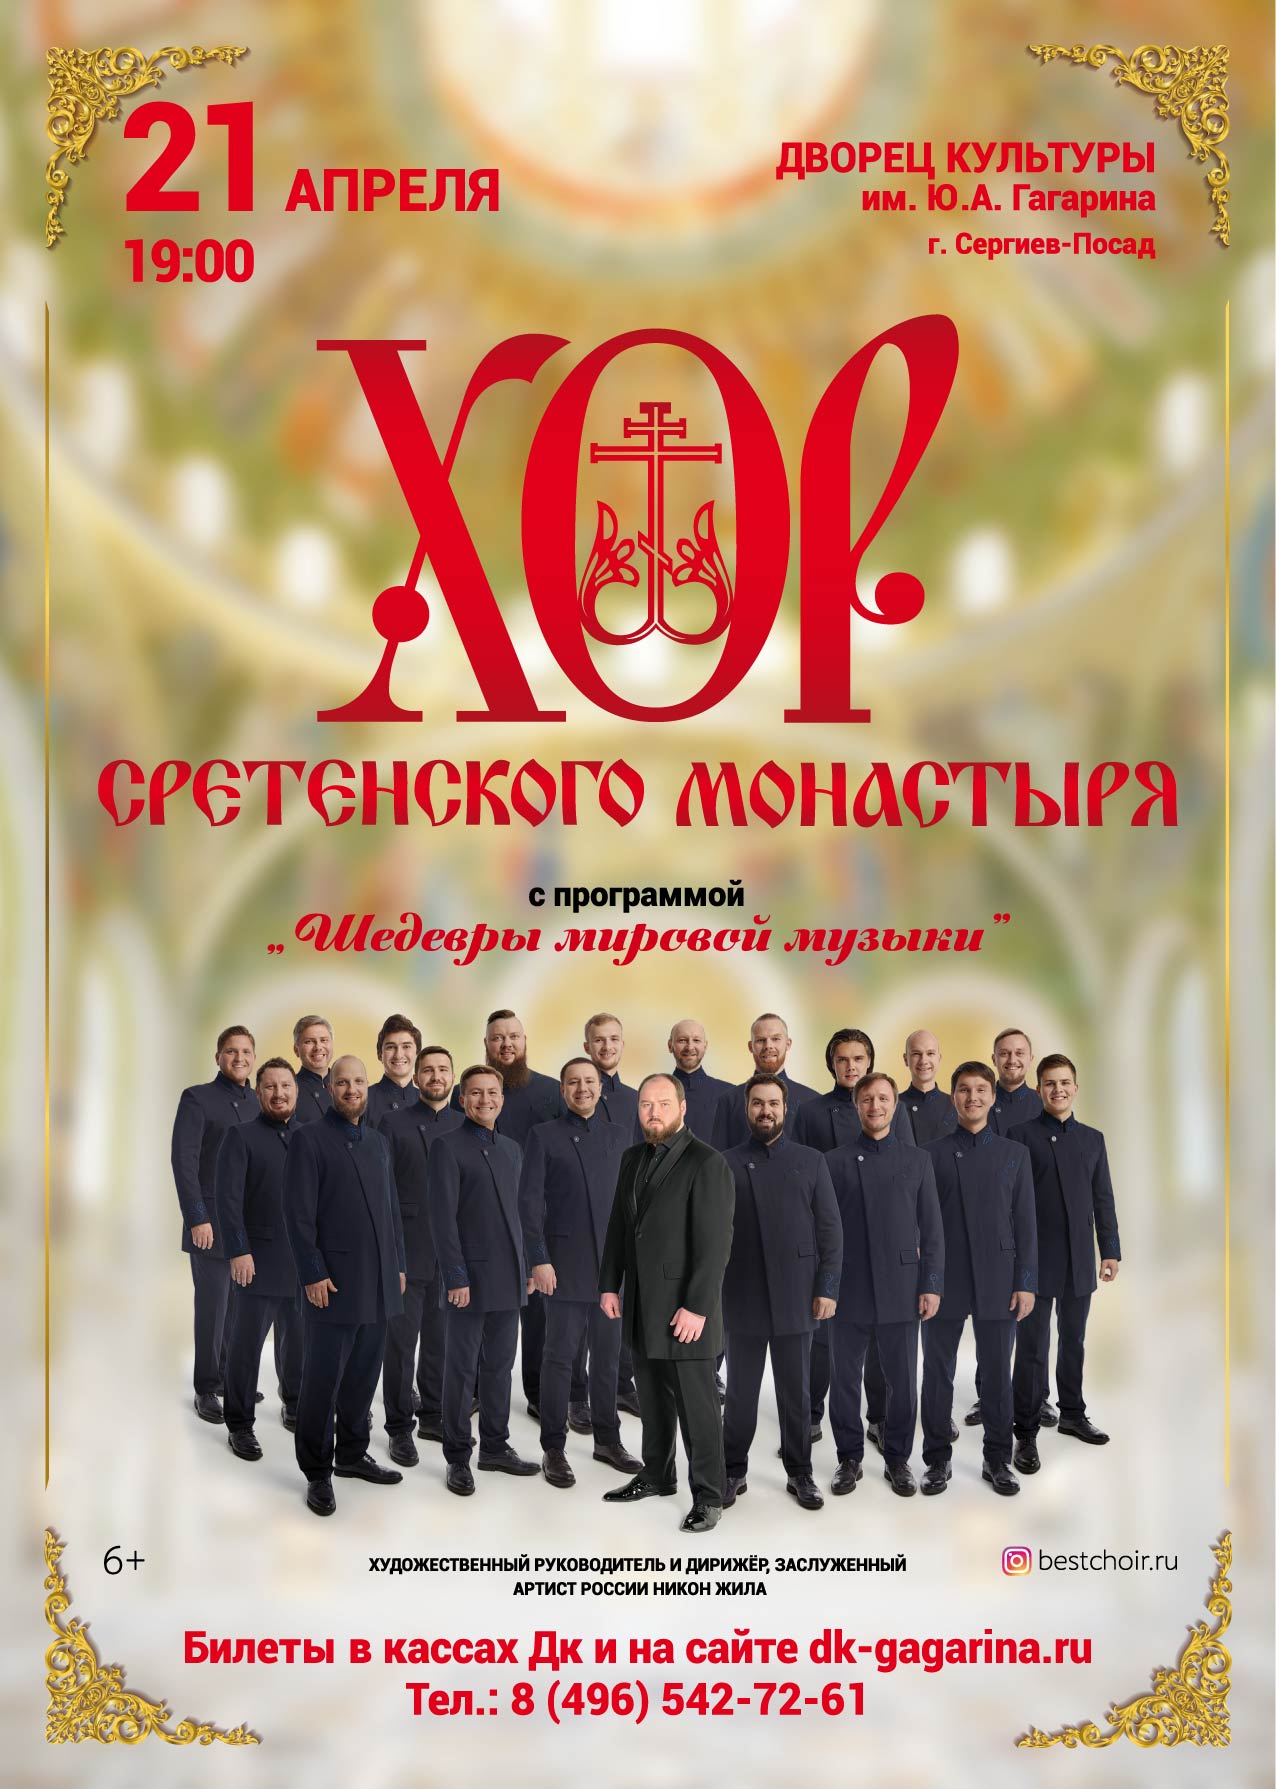 21 АПРЕЛЯ
19:00
ДВОРЕЦ КУЛЬТУРЫ
им. Ю.А. Гагарина
г. Сергиев-Посад
ХОР
СРЕТЕНСКОГО МОНАСТЫРЯ
с программой
„Шедевры мировой музыки”
6+
ХУДОЖЕСТВЕННЫЙ РУКОВОДИТЕЛЬ И ДИРИЖЁР, ЗАСЛУЖЕННЫЙ
АРТИСТ РОССИИ НИКОН ЖИЛА
bestchoir.ru
Билеты в кассах Дк и на сайте dk-gagarina.ru
Тел.: 8 (496) 542-72-61